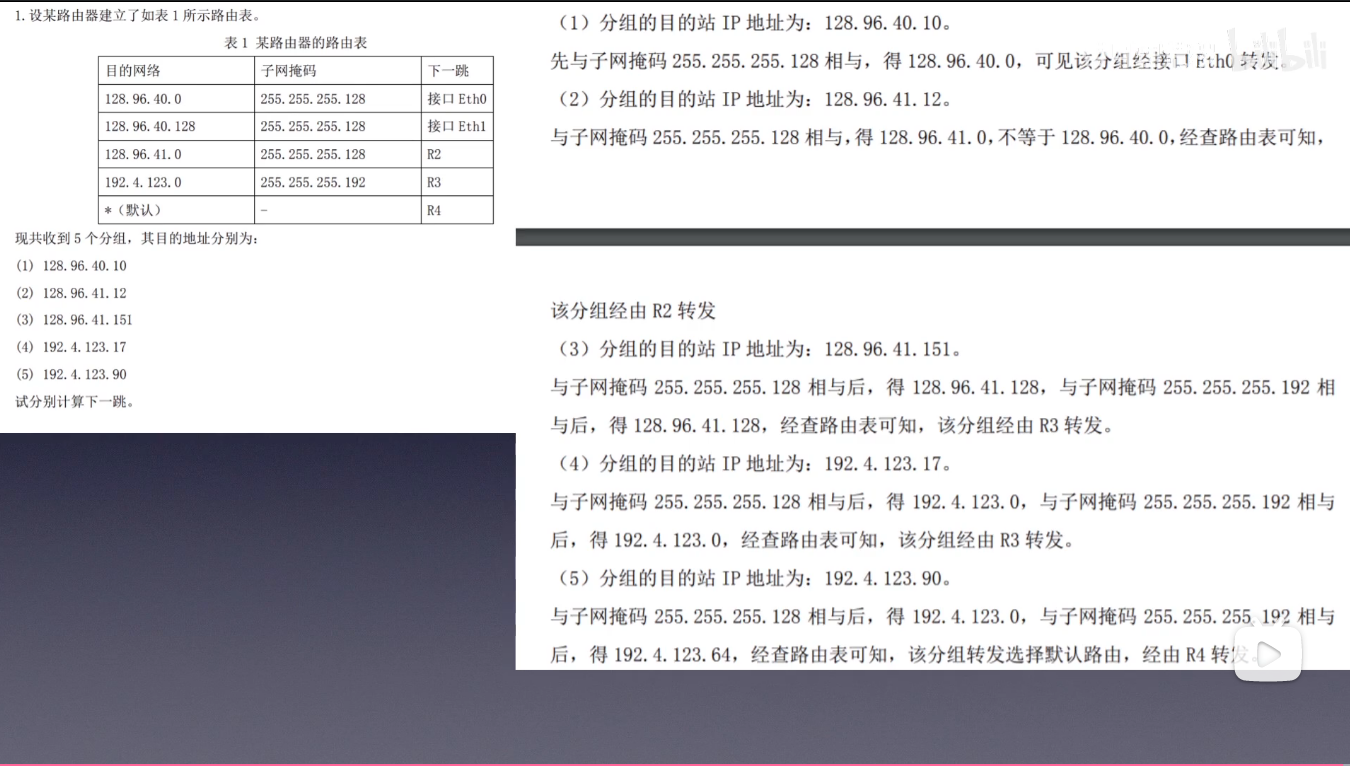 1. 设某路由器建立了如表 1 所示路由表。
表 1 某路由器的路由表
目的网络 子网掩码 下一跳
128.96.40.0 255.255.255.128 接口 Eth0
128.96.40.128 255.255.255.128 接口 Eth1
128.96.41.0 255.255.255.128 R2
192.4.123.0 255.255.255.192 R3
*（默认） - R4
现共收到 5 个分组，其目的地址分别为：
(1) 128.96.40.10
(2) 128.96.41.12
(3) 128.96.41.151
(4) 192.4.123.17
(5) 192.4.123.90
试分别计算下一跳。
（1）分组的目的站 IP 地址为：128.96.40.10。
先与子网掩码 255.255.255.128 相与，得 128.96.40.0，可见该分组经接口 Eth0 转发。
（2）分组的目的站 IP 地址为：128.96.41.12。
与子网掩码 255.255.255.128 相与，得 128.96.41.0，不等于 128.96.40.0，经查路由表可知，
该分组经由 R2 转发
（3）分组的目的站 IP 地址为：128.96.41.151。
与子网掩码 255.255.255.128 相与后，得 128.96.41.128，与子网掩码 255.255.255.192 相
与后，得 128.96.41.128，经查路由表可知，该分组经由 R3 转发。
（4）分组的目的站 IP 地址为：192.4.123.17。
与子网掩码 255.255.255.128 相与后，得 192.4.123.0，与子网掩码 255.255.255.192 相与
后，得 192.4.123.0，经查路由表可知，该分组经由 R3 转发。
（5）分组的目的站 IP 地址为：192.4.123.90。
与子网掩码 255.255.255.128 相与后，得 192.4.123.0，与子网掩码 255.255.255.192 相与
后，得 192.4.123.64，经查路由表可知，该分组转发选择默认路由，经由 R4 转发。
bilibili